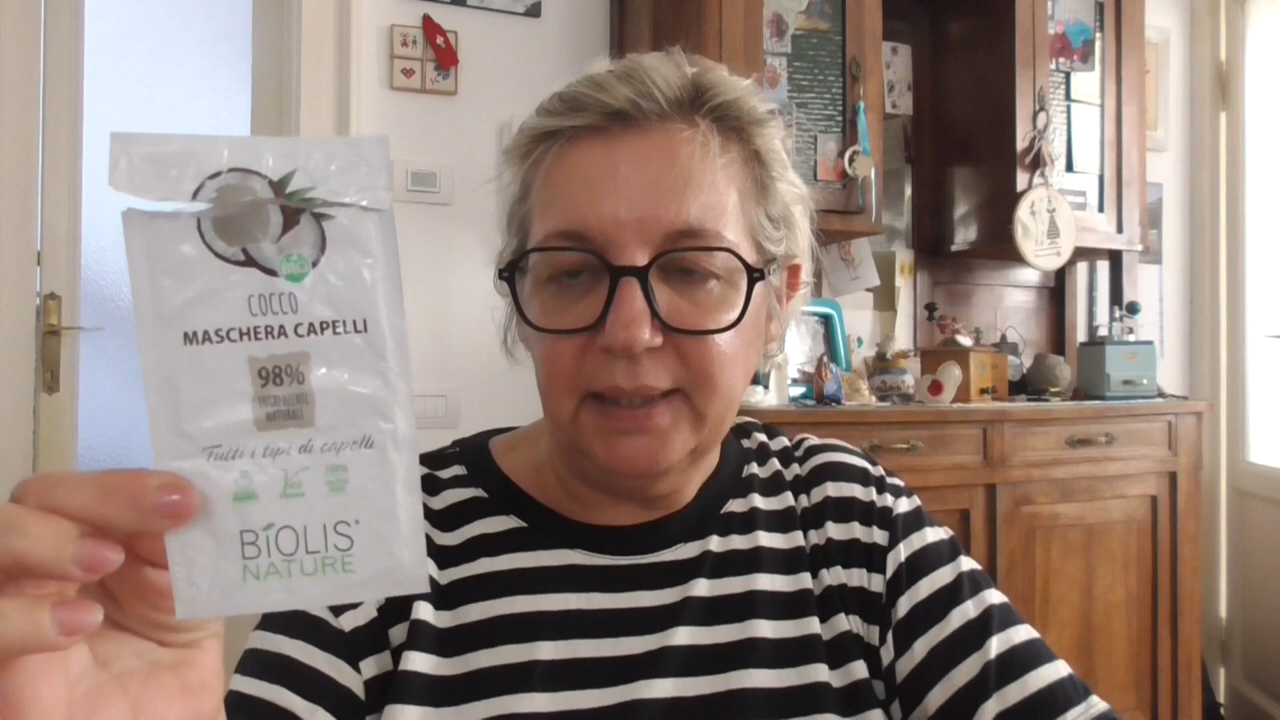 BIO
COCCO
MASCHERA CAPELLI
98%
INGREDIENTI
NATURALI
Tutti i tipi di capelli
BIOLIS
NATURE